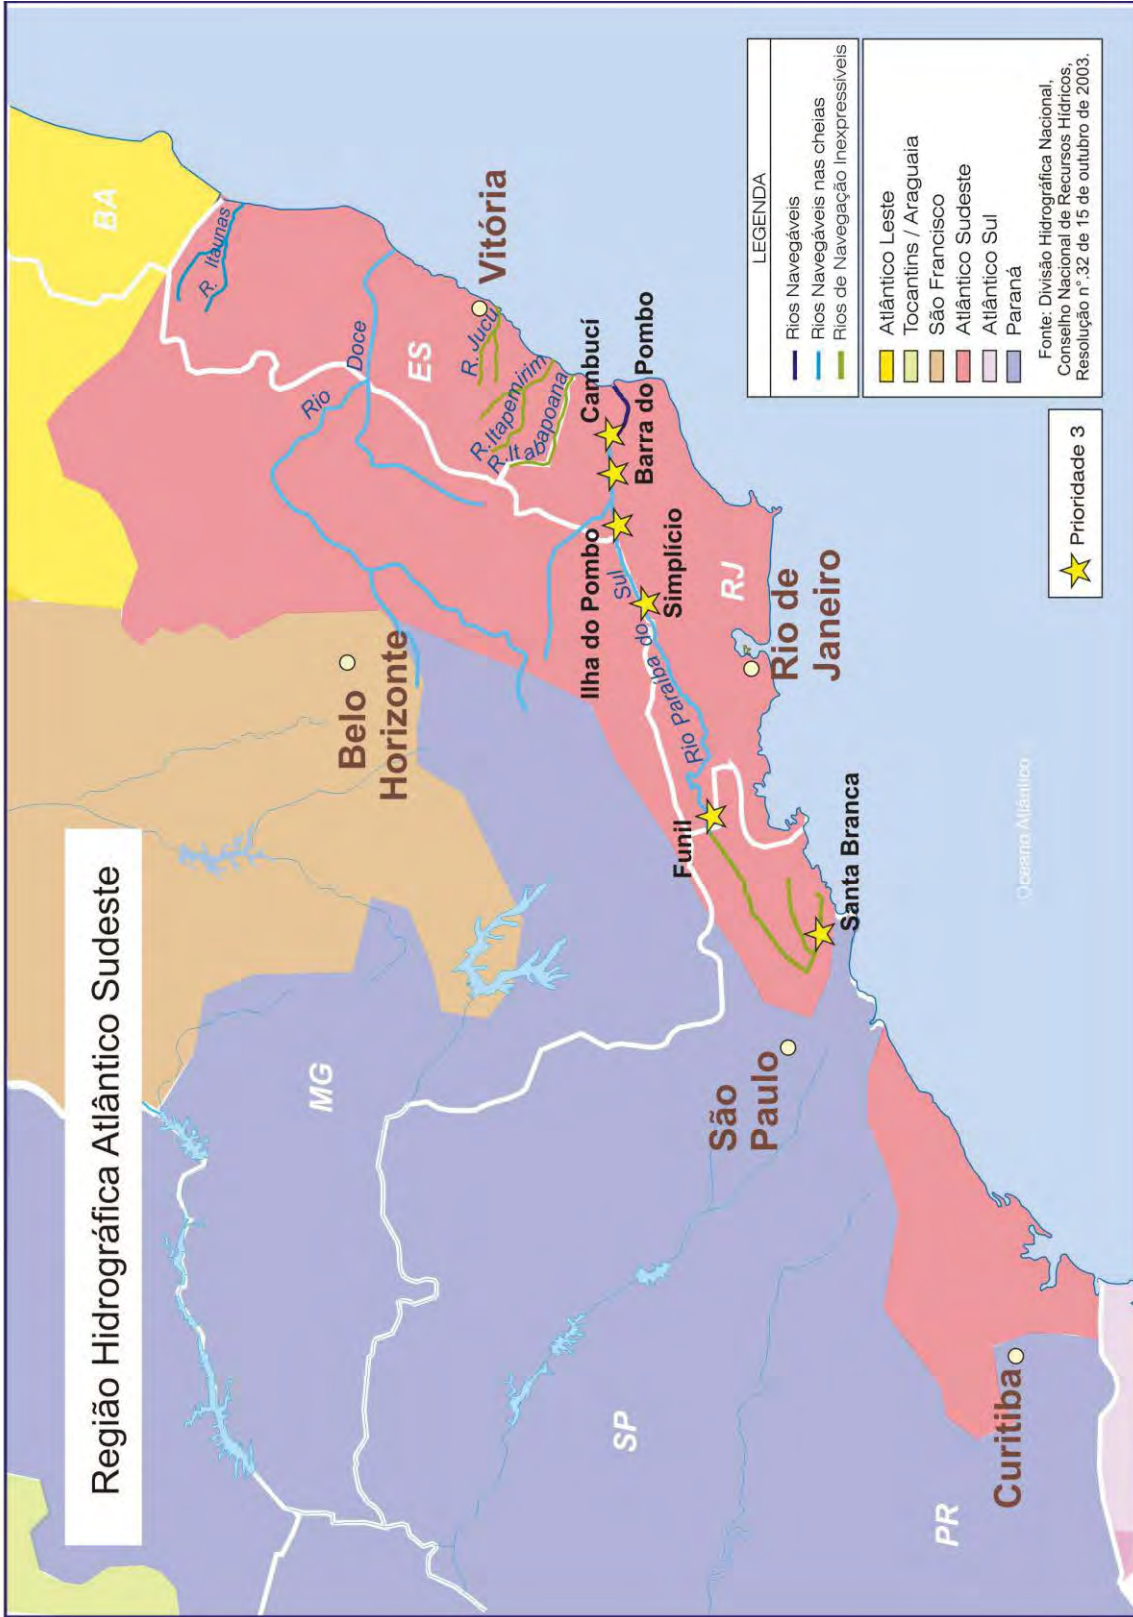 Região Hidrográfica Atlântico Sudeste
BA
R. Itaunas
Rio
Doce
ES
Vitória
R. Jucu
R.Itapemirim
R.Itabapoana
MG
Belo
Horizonte
Cambucí
Barra do Pombo
Ilha do Pombo
Simplício
Rio Paraíba do Sul
RJ
Rio de
Janeiro
Funil
Santa Branca
São
Paulo
SP
Oceano Atlântico
PR
Curitiba
LEGENDA
Rios Navegáveis
Rios Navegáveis nas cheias
Rios de Navegação Inexpressíveis
Atlântico Leste
Tocantins / Araguaia
São Francisco
Atlântico Sudeste
Atlântico Sul
Paraná
Fonte: Divisão Hidrográfica Nacional,
Conselho Nacional de Recursos Hídricos,
Resolução n°.32 de 15 de outubro de 2003.
Prioridade 3